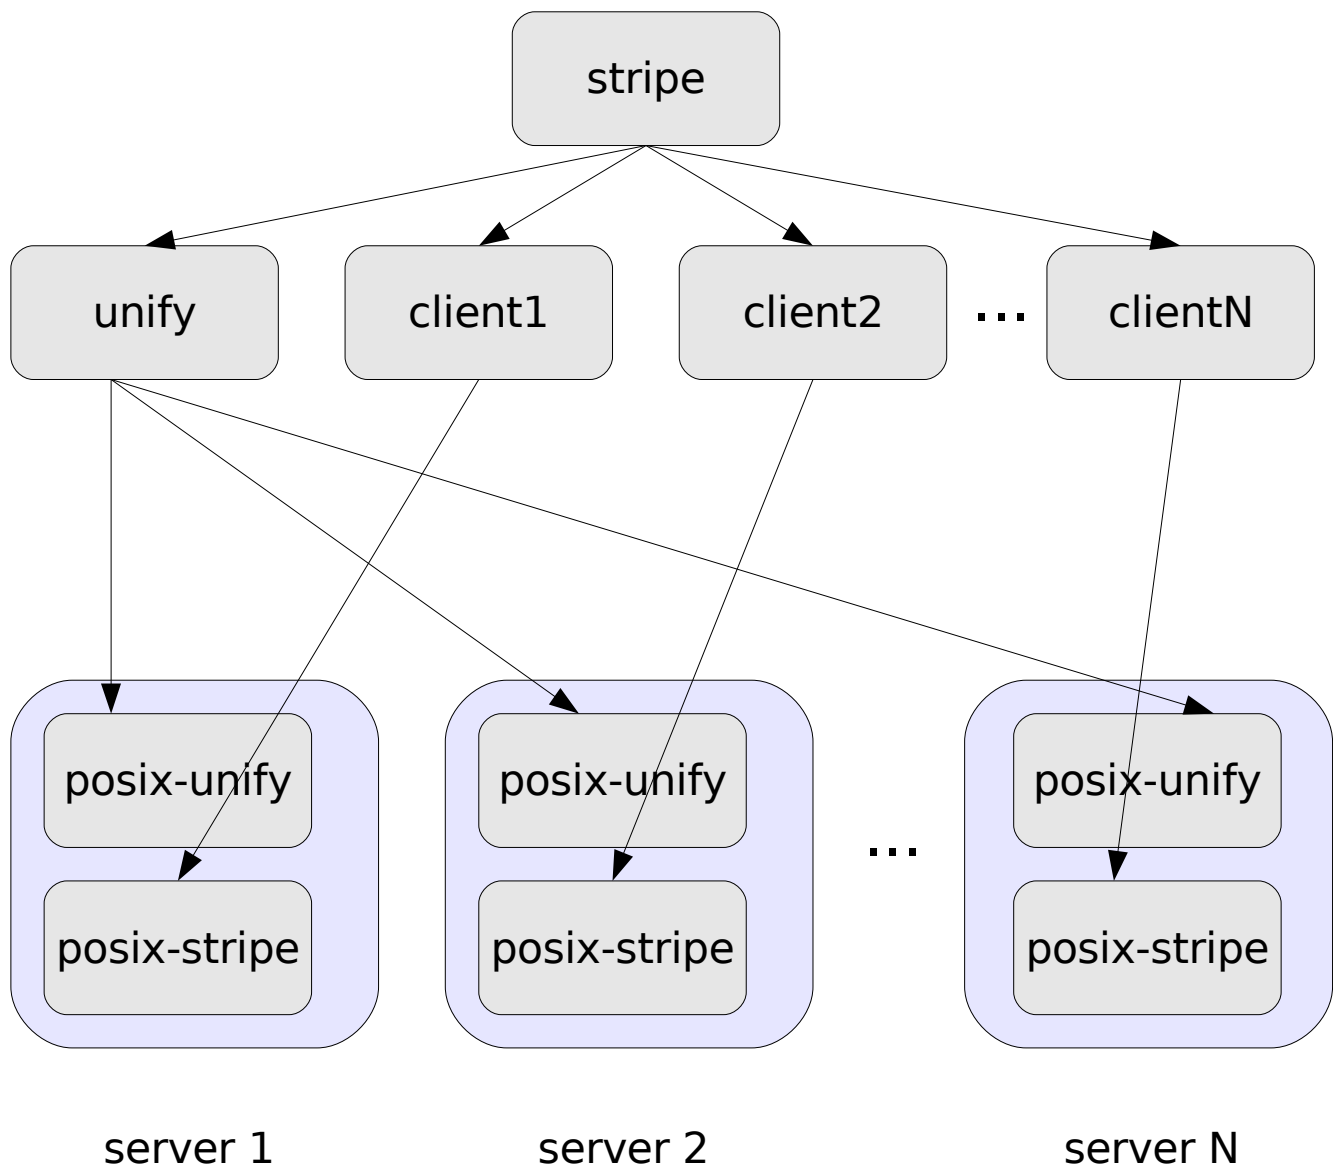 stripe
unify
client1
client2
...
clientN
posix-unify
posix-unify
posix-unify
...
posix-stripe
posix-stripe
posix-stripe
server 1
server 2
server N